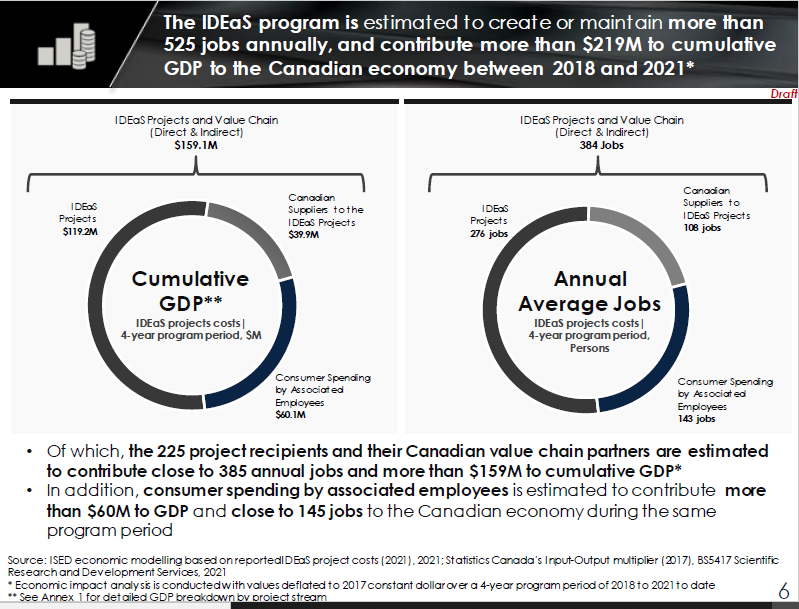 The IDEaS program is estimated to create or maintain more than
525 jobs annually, and contribute more than $219M to cumulative
GDP to the Canadian economy between 2018 and 2021*
Draft
IDEaS Projects and Value Chain
(Direct & Indirect)
$159.1M
IDEaS
Projects
$119.2M
Canadian
Suppliers to the
IDEaS Projects
$39.9M
Cumulative
GDP**
IDEaS projects costs|
4-year program period, $M
Consumer Spending
by Associated
Employees
$60.1M
IDEaS Projects and Value Chain
(Direct & Indirect)
384 Jobs
IDEaS
Projects
276 jobs
Canadian
Suppliers to
IDEaS Projects
108 jobs
Annual
Average Jobs
IDEaS projects costs|
4-year program period,
Persons
Consumer Spending
by Associated
Employees
143 jobs
• Of which, the 225 project recipients and their Canadian value chain partners are estimated
to contribute close to 385 annual jobs and more than $159M to cumulative GDP*
• In addition, consumer spending by associated employees is estimated to contribute more
than $60M to GDP and close to 145 jobs to the Canadian economy during the same
program period
Source: ISED economic modelling based on reported IDEaS project costs (2021), 2021; Statistics Canada's Input-Output multiplier (2017), BS5417 Scientific
Research and Development Services, 2021
* Economic impact analysis is conducted with values deflated to 2017 constant dollar over a 4-year program period of 2018 to 2021 to date
** See Annex 1 for detailed GDP breakdown by project stream
6